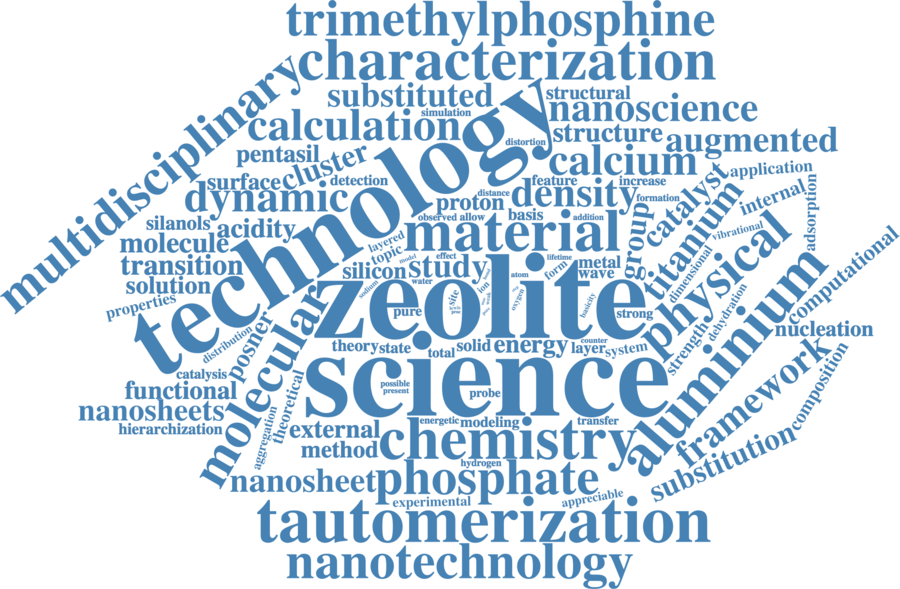 trimethylphosphine
characterization
multidisciplinary
substituted
structural
nanoscience
simulation
calculation
technology
structure
augmented
distortion
pentasil
cluster
calcium
application
surface
detection
feature
increase
catalyst
dynamic
distance
density
formation
internal
adsorption
proton
titanium
silanols
acidity
observed
allow
basis
addition
group
molecule
layered
material
vibrational
physical
transition
topic
model
effect
lifetime
metal
dimensional
computational
silicon
study
form
wave
solution
sodium
water
atom
zeolite
properties
pure
site
ion
oxygen
basicity
strong
dehydration
aluminium
nucleation
distribution
posner
molecular
theory
state
total
solid
energy
counter
layer
system
strength
framework
catalysis
science
composition
functional
theoretical
possible
present
probe
nanosheets
aggregation
hierarchization
external
energetic
modeling
transfer
method
chemistry
substitution
hydrogen
nanosheet
phosphate
experimental
appreciable
tautomerization
nanotechnology